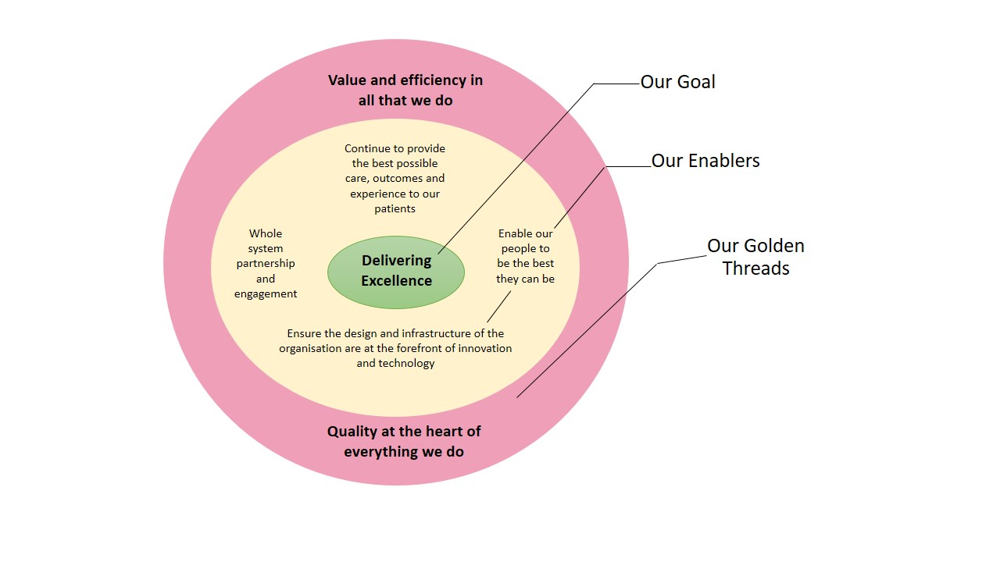 Value and efficiency in
all that we do
Our Goal
Continue to provide
the best possible
care, outcomes and
experience to our
patients
Our Enablers
Whole
system
partnership
and
engagement
Delivering
Excellence
Enable our
people to
be the best
they can be
Our Golden
Threads
Ensure the design and infrastructure of the
organisation are at the forefront of innovation
and technology
Quality at the heart of
everything we do